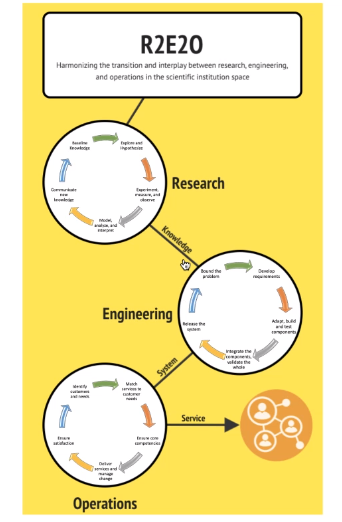 R2E2O
Harmonizing the transition and interplay between research, engineering,
and operations in the scientific institution space
Baseline
Knowledge
Explore and
Hypothesize
Experiment,
measure, and
observe
Model,
analyze, and
interpret
Communicate
new
knowledge
Research
Knowledge
Bound the
problem
Develop
requirements
Adapt, build
and test
components
Integrate the
components,
validate the
whole
Release the
system
Engineering
System
Identify
customers
and needs
Match
services to
customer
needs
Ensure core
competencies
Deliver
services and
manage
change
Ensure
satisfaction
Service
Operations